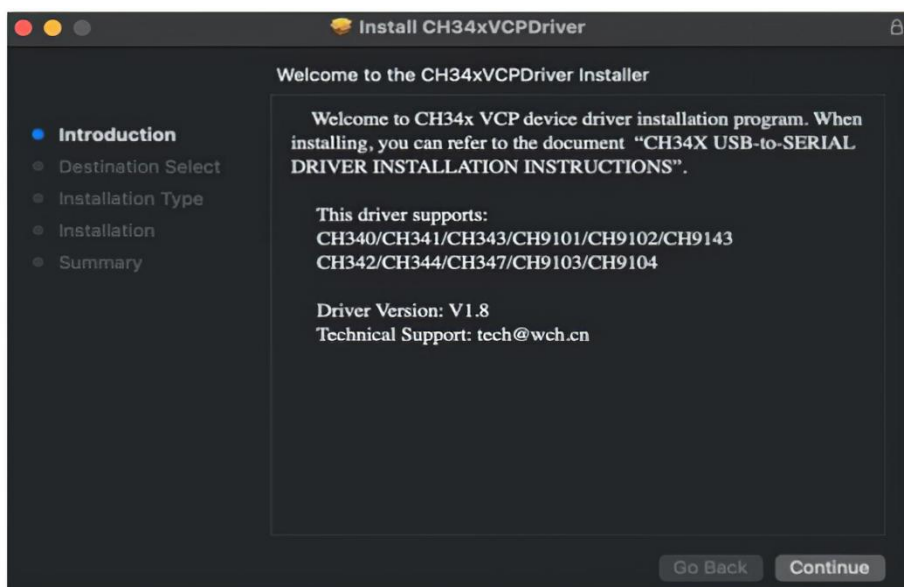 Install CH34xVCPDriver
Welcome to the CH34xVCPDriver Installer
Introduction
Destination Select
Installation Type
Installation
Summary
Welcome to CH34x VCP device driver installation program. When
installing, you can refer to the document “CH34X USB-to-SERIAL
DRIVER INSTALLATION INSTRUCTIONS”.
This driver supports:
CH340/CH341/CH343/CH9101/CH9102/CH9143
CH342/CH344/CH347/CH9103/CH9104
Driver Version: V1.8
Technical Support: tech@wch.cn
Go Back
Continue